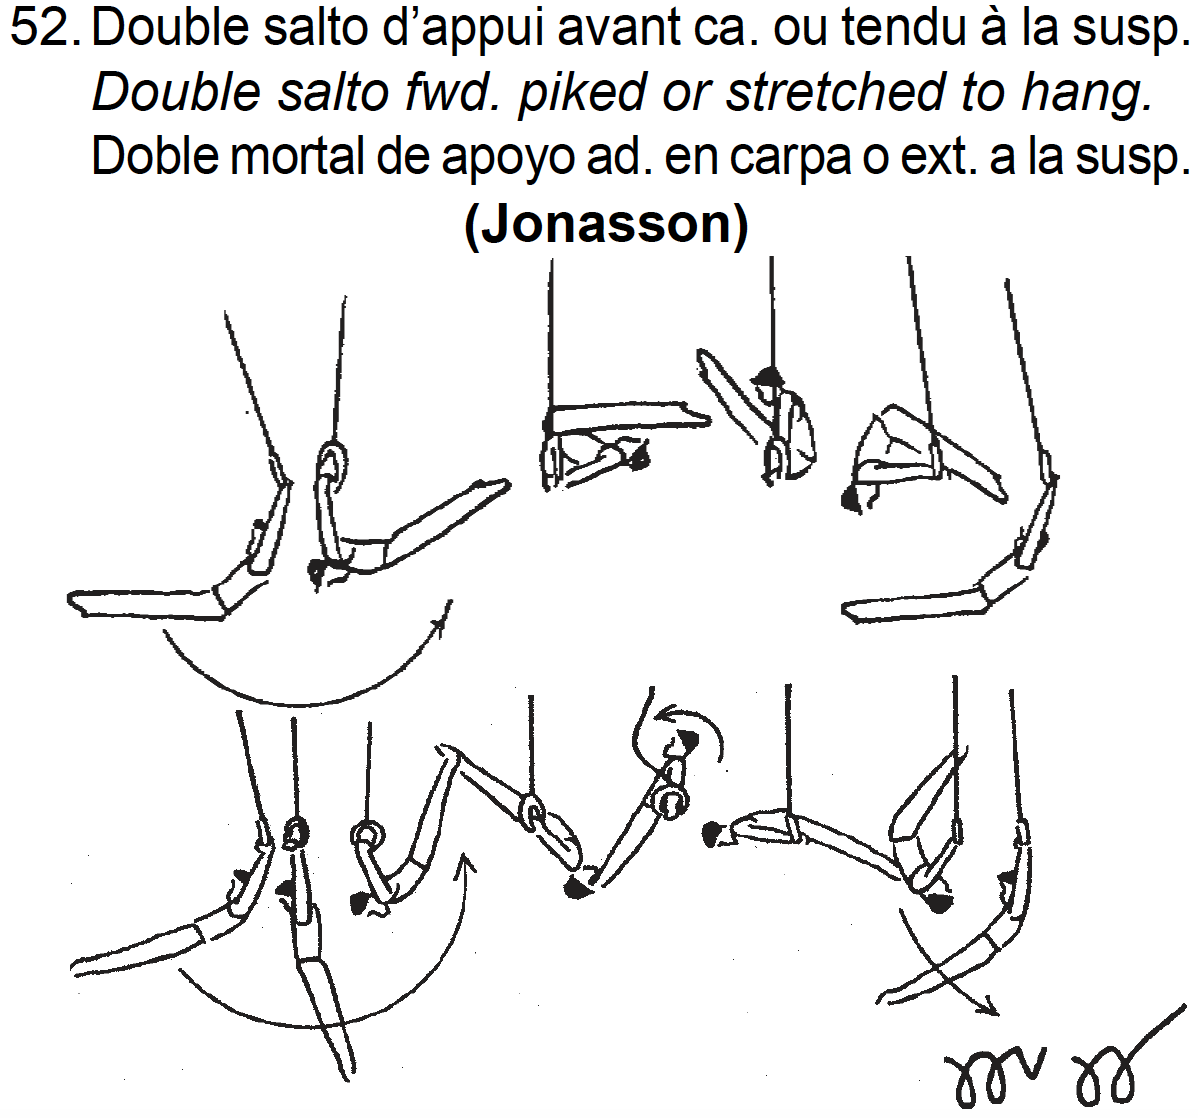 52. Double salto d’appui avant ca. ou tendu à la susp.
Double salto fwd. piked or stretched to hang.
Doble mortal de apoyo ad. en carpa o ext. a la susp.
(Jonasson)